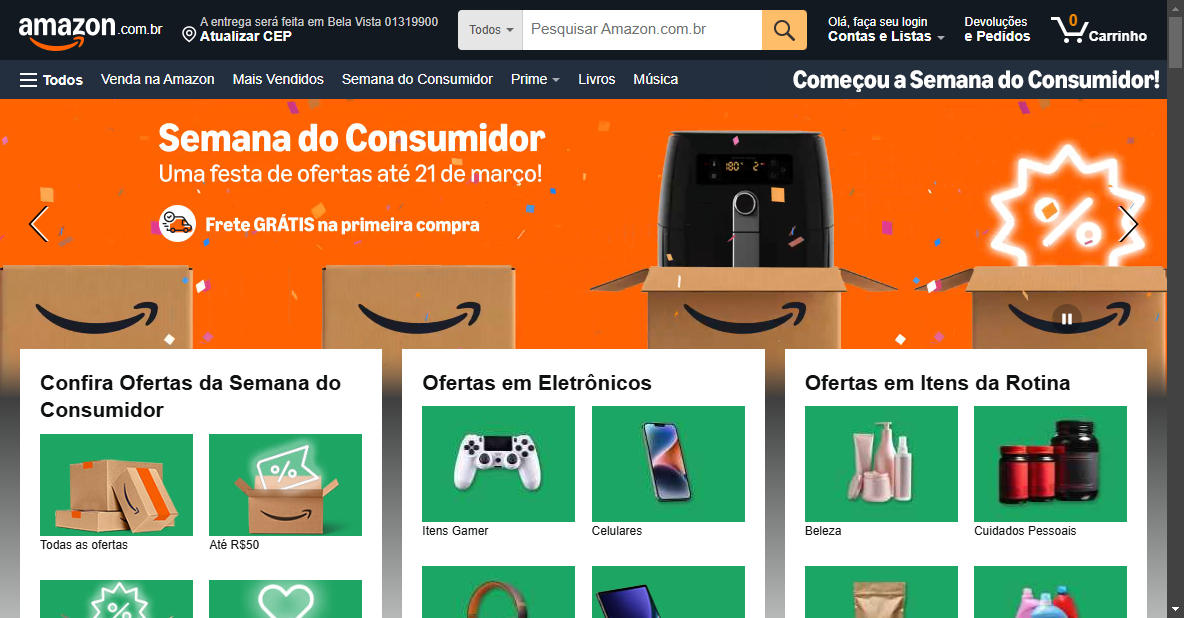 amazon.com.br
A entrega será feita em Bela Vista 01319900
Atualizar CEP
Todos
Pesquisar Amazon.com.br
Olá, faça seu login
Contas e Listas
Devoluções
e Pedidos
0
Carrinho
Todos
Venda na Amazon
Mais Vendidos
Semana do Consumidor
Prime
Livros
Música
Começou a Semana do Consumidor!
Semana do Consumidor
Uma festa de ofertas até 21 de março!
Frete GRÁTIS na primeira compra
180° 2
%
Confira Ofertas da Semana do
Consumidor
%
Todas as ofertas
Até R$50
%
Ofertas em Eletrônicos
Itens Gamer
Celulares
Ofertas em Itens da Rotina
Beleza
Cuidados Pessoais